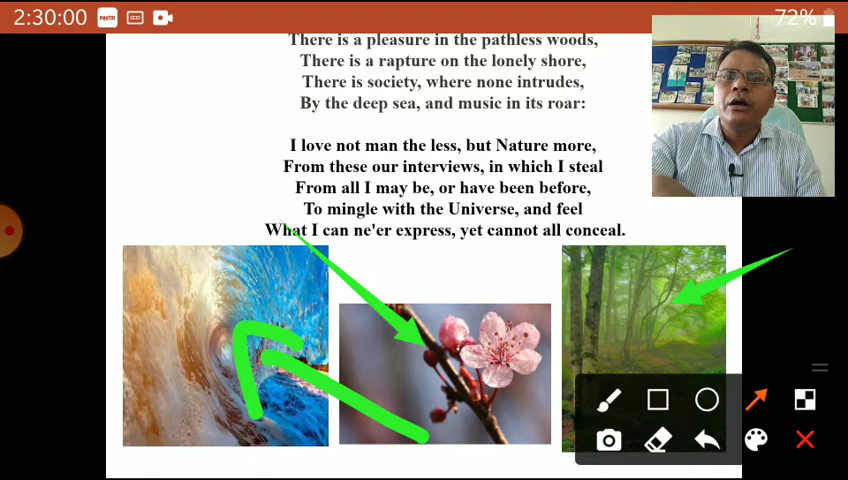 2:30:00
Paytm
72%
There is a pleasure in the pathless woods,
There is a rapture on the lonely shore,
There is society, where none intrudes,
By the deep sea, and music in its roar:
I love not man the less, but Nature more,
From these our interviews, in which I steal
From all I may be, or have been before,
To mingle with the Universe, and feel
What I can ne'er express, yet cannot all conceal.